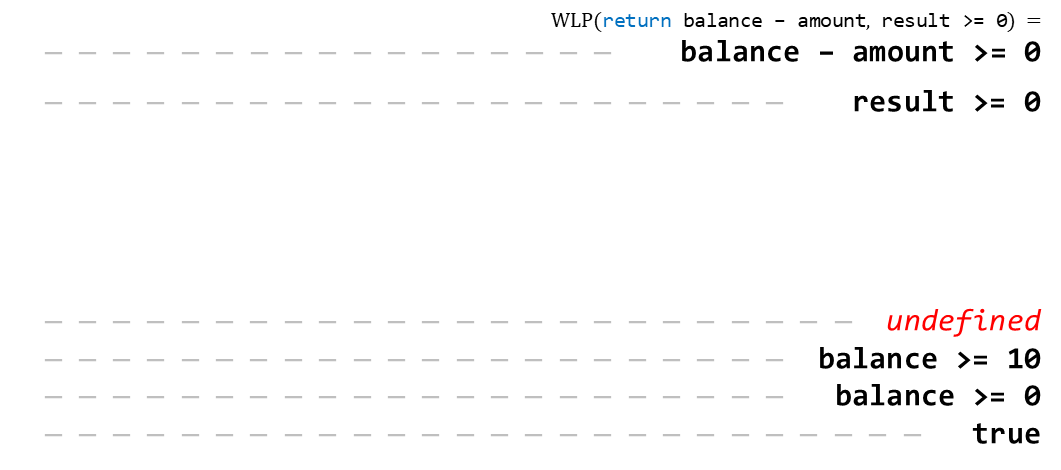 WLP(return balance – amount, result >= 0) =
balance – amount >= 0
result >= 0
undefined
balance >= 10
balance >= 0
true